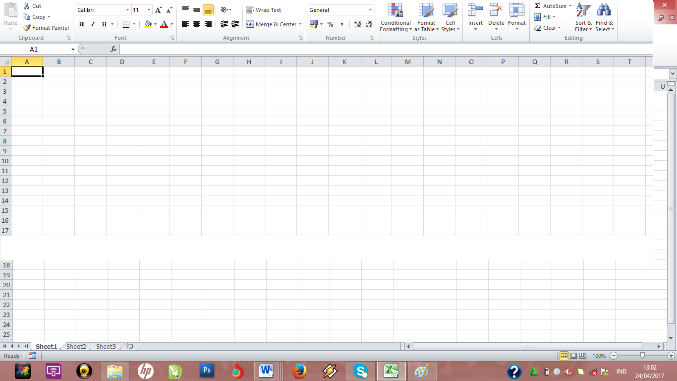 Cut
Copy
Format Painter
Paste
Clipboard
Calibri 11
B I U
Font
Wrap Text
Merge & Center
Alignment
General
% ,
Number
Conditional Formatting
Format as Table
Cell Styles
Styles
Insert
Delete
Format
Cells
Σ AutoSum
Fill
Clear
Sort & Filter
Find & Select
Editing
A1 fx
A B C D E F G H I J K L M N O P Q R S T U
1
2
3
4
5
6
7
8
9
10
11
12
13
14
15
16
17
18
19
20
21
22
23
24
25
Sheet1 Sheet2 Sheet3
Ready 100%
IND
13:02
24/04/2017